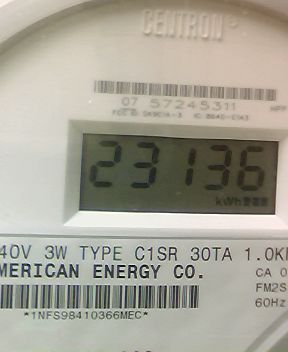 CENTRON®
07 57245311
23136
kWh
40V 3W TYPE C1SR 30TA 1.0K
MERICAN ENERGY CO.
CA 0
FM2S
60Hz
*1NFS98410366MEC*